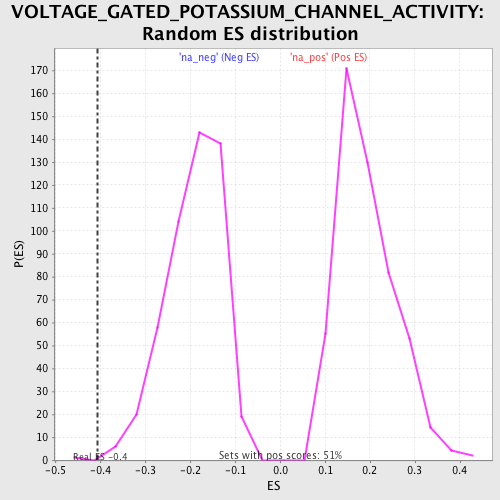 VOLTAGE_GATED_POTASSIUM_CHANNEL_ACTIVITY:
Random ES distribution
'na_neg' (Neg ES) 'na_pos' (Pos ES)
170
160
150
140
130
120
110
100
90
80
70
60
50
40
30
20
10
0
P(ES)
Real ES -0.4 Sets with pos scores: 51%
-0.5 -0.4 -0.3 -0.2 -0.1 0.0 0.1 0.2 0.3 0.4
ES